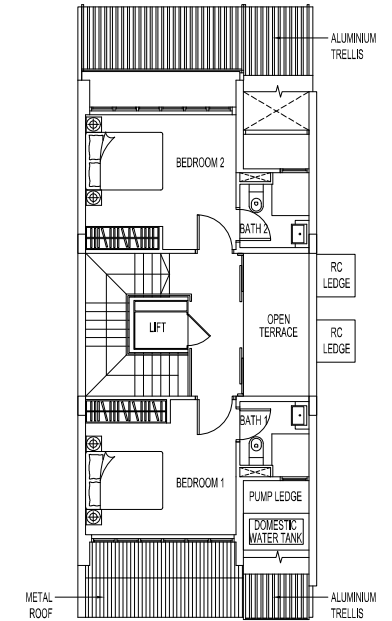 ALUMINIUM
TRELLIS
BEDROOM 2
BATH 2
RC
LEDGE
LIFT
OPEN
TERRACE
RC
LEDGE
BATH 1
BEDROOM 1
PUMP LEDGE
DOMESTIC
WATER TANK
METAL
ROOF
ALUMINIUM
TRELLIS